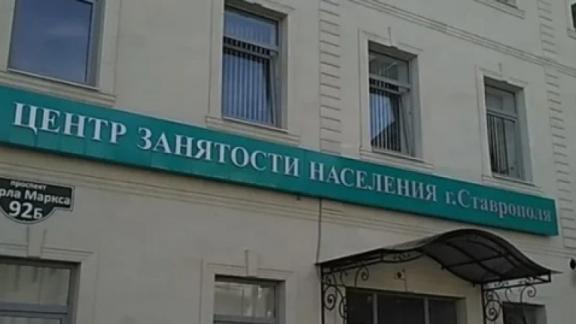 ЦЕНТР ЗАНЯТОСТИ НАСЕЛЕНИЯ г.Ставрополя
проспект
рла Маркса
92Б